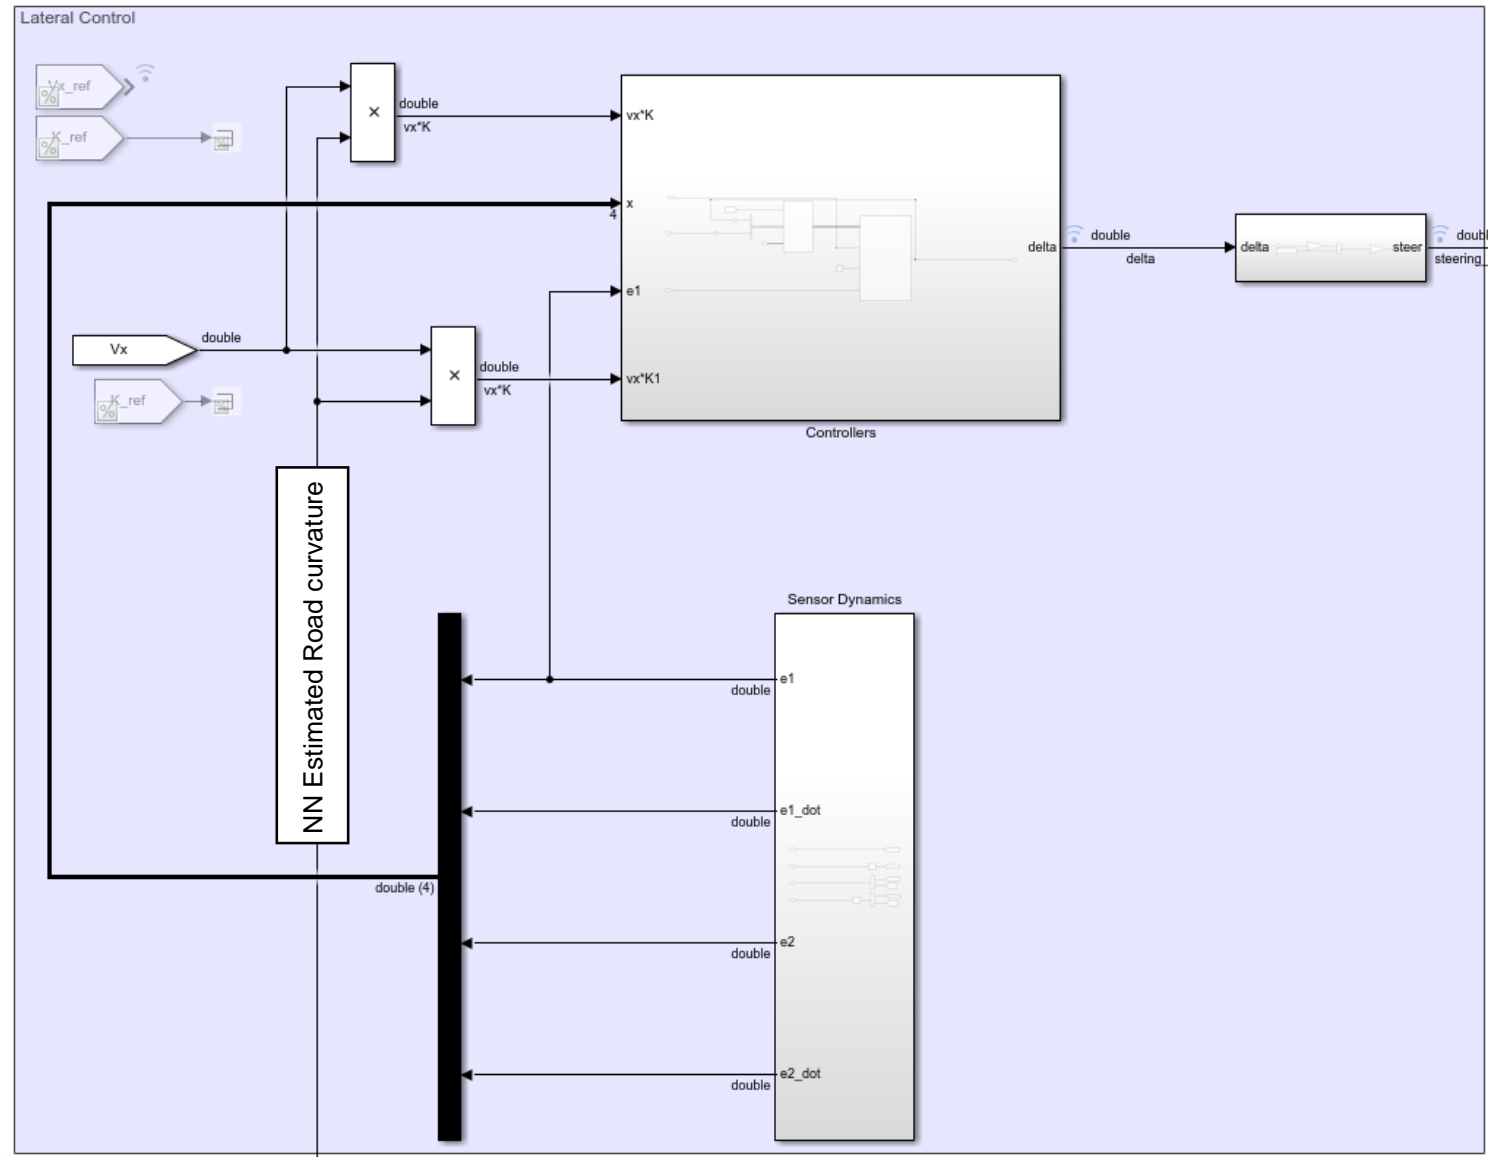 Lateral Control
Vx_ref
K_ref
×
double
vx*K
vx*K
x
4
e1
vx*K1
delta
Controllers
double
delta
delta
steer
doubl
steering_
Vx
double
K_ref
×
double
vx*K
NN Estimated Road curvature
Sensor Dynamics
e1
double
e1_dot
double
double (4)
e2
double
e2_dot
double